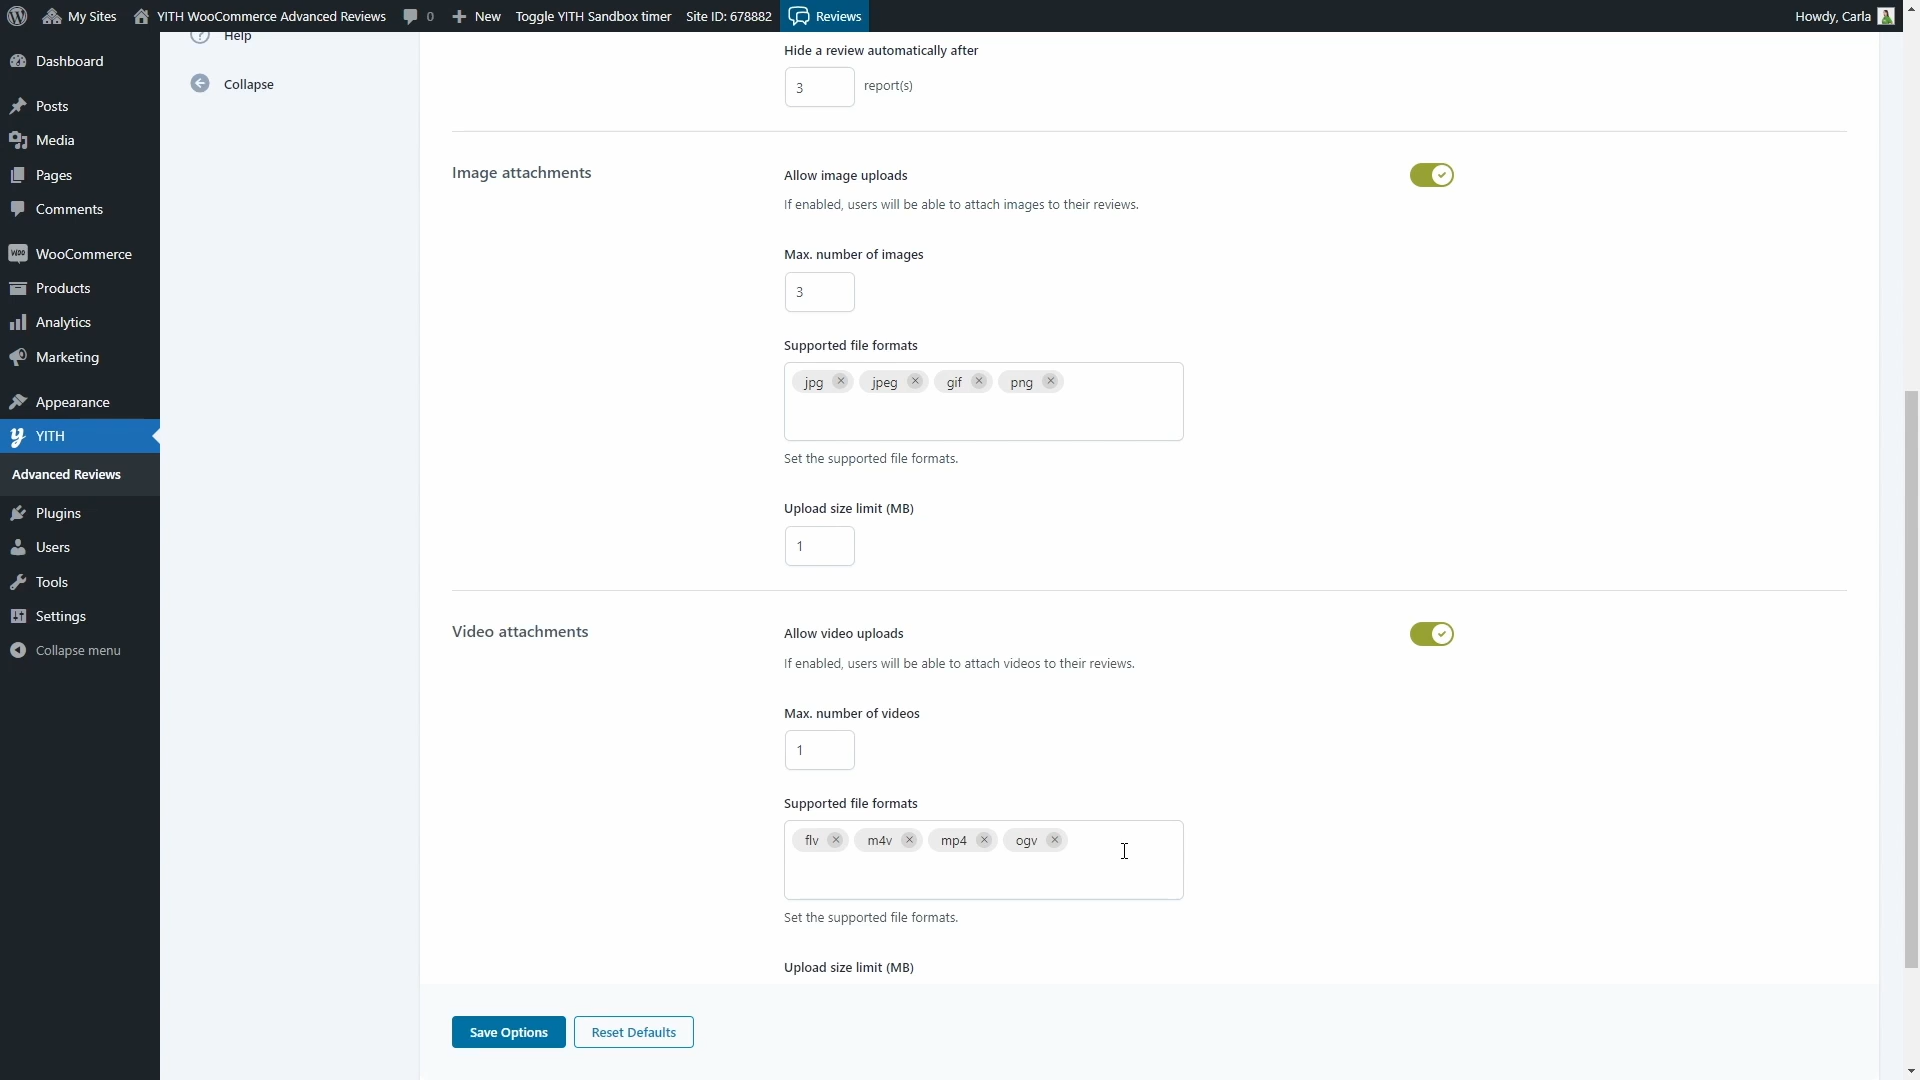 My Sites
YITH WooCommerce Advanced Reviews
0
New
Toggle YITH Sandbox timer
Site ID: 678882
Reviews
Howdy, Carla
Dashboard
Posts
Media
Pages
Comments
WooCommerce
Products
Analytics
Marketing
Appearance
YITH
Advanced Reviews
Plugins
Users
Tools
Settings
Collapse menu
Help
Collapse
Hide a review automatically after
3 report(s)
Image attachments
Allow image uploads
If enabled, users will be able to attach images to their reviews.
Max. number of images
3
Supported file formats
jpg × jpeg × gif × png ×
Set the supported file formats.
Upload size limit (MB)
1
Video attachments
Allow video uploads
If enabled, users will be able to attach videos to their reviews.
Max. number of videos
1
Supported file formats
flv × m4v × mp4 × ogv ×
Set the supported file formats.
Upload size limit (MB)
Save Options
Reset Defaults